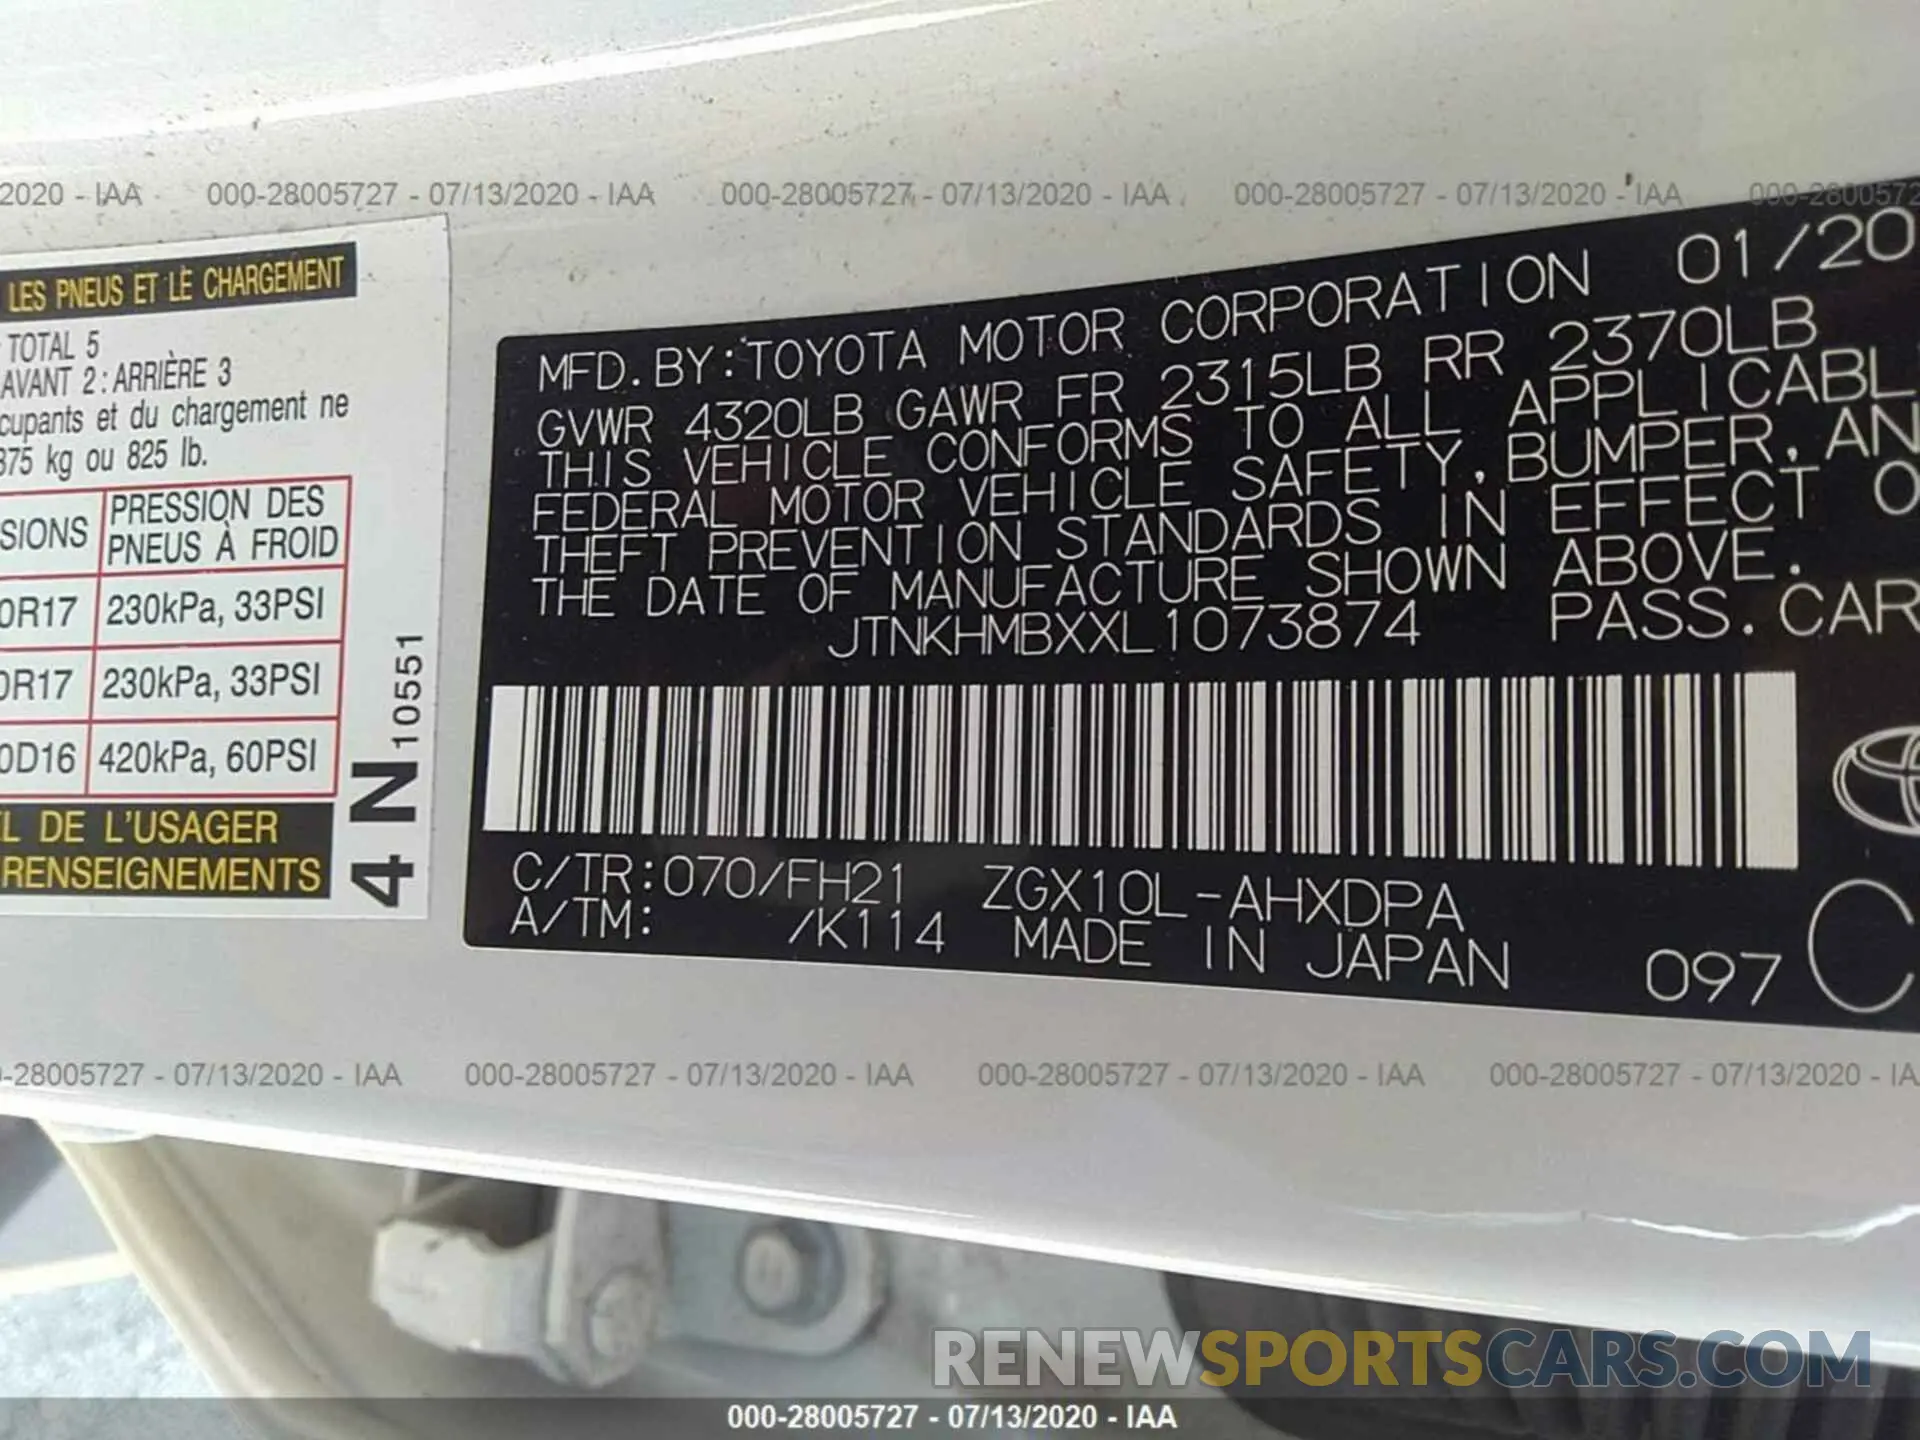 2020 - IAA 000-28005727 - 07/13/2020 - IAA 000-28005727 - 07/13/2020 - IAA 000-28005727 - 07/13/2020 - IAA 000-2800572
LES PNEUS ET LE CHARGEMENT
TOTAL 5
AVANT 2 : ARRIÈRE 3
cupants et du chargement ne
375 kg ou 825 lb.
SIONS PRESSION DES
PNEUS À FROID
0R17 230kPa, 33PSI
0R17 230kPa, 33PSI
0D16 420kPa, 60PSI
EL DE L'USAGER
RENSEIGNEMENTS
4N 10551
MFD. BY: TOYOTA MOTOR CORPORATION 01/20
GVWR 4320LB GAWR FR 2315LB RR 2370LB
THIS VEHICLE CONFORMS TO ALL APPLICABL
FEDERAL MOTOR VEHICLE SAFETY, BUMPER, AN
THEFT PREVENTION STANDARDS IN EFFECT O
THE DATE OF MANUFACTURE SHOWN ABOVE.
JTNKHMBXXL1073874 PASS. CAR
C/TR:070/FH21 ZGX10L-AHXDPA
A/TM: /K114 MADE IN JAPAN 097 C
-28005727 - 07/13/2020 - IAA 000-28005727 - 07/13/2020 - IAA 000-28005727 - 07/13/2020 - IAA 000-28005727 - 07/13/2020 - IA
RENEWSPORTSCARS.COM
000-28005727 - 07/13/2020 - IAA